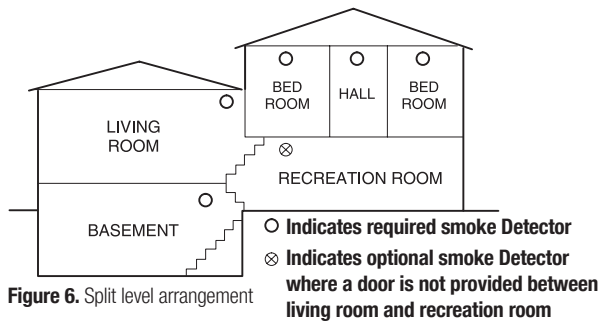 BED
ROOM
HALL
BED
ROOM
LIVING
ROOM
RECREATION ROOM
BASEMENT
Indicates required smoke Detector
Indicates optional smoke Detector
where a door is not provided between
living room and recreation room
Figure 6. Split level arrangement